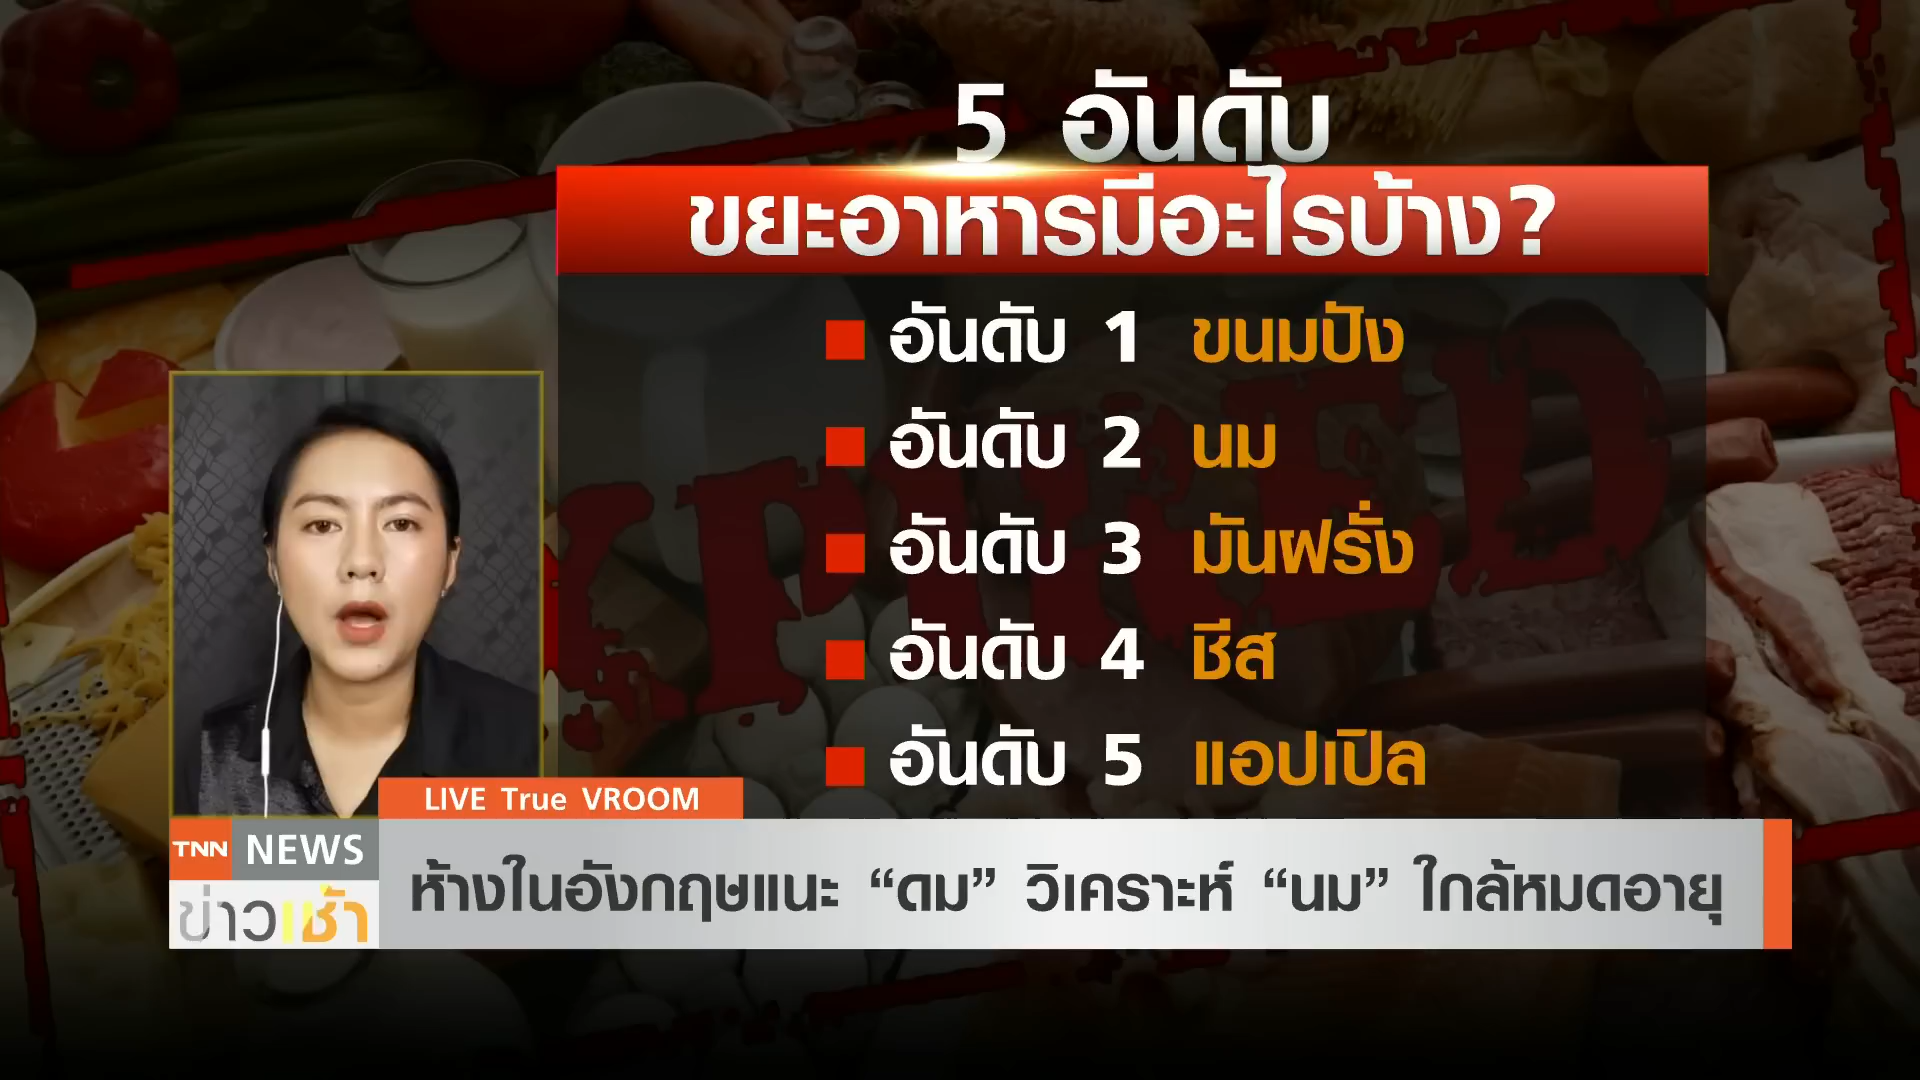 5 อันดับ
ขยะอาหารมีอะไรบ้าง?
อันดับ 1 ขนมปัง
อันดับ 2 นม
อันดับ 3 มันฝรั่ง
อันดับ 4 ชีส
อันดับ 5 แอปเปิล
EXPIRED
LIVE True VROOM
TNN NEWS
ข่าวเช้า
ห้างในอังกฤษแนะ “ดม” วิเคราะห์ “นม” ใกล้หมดอายุ